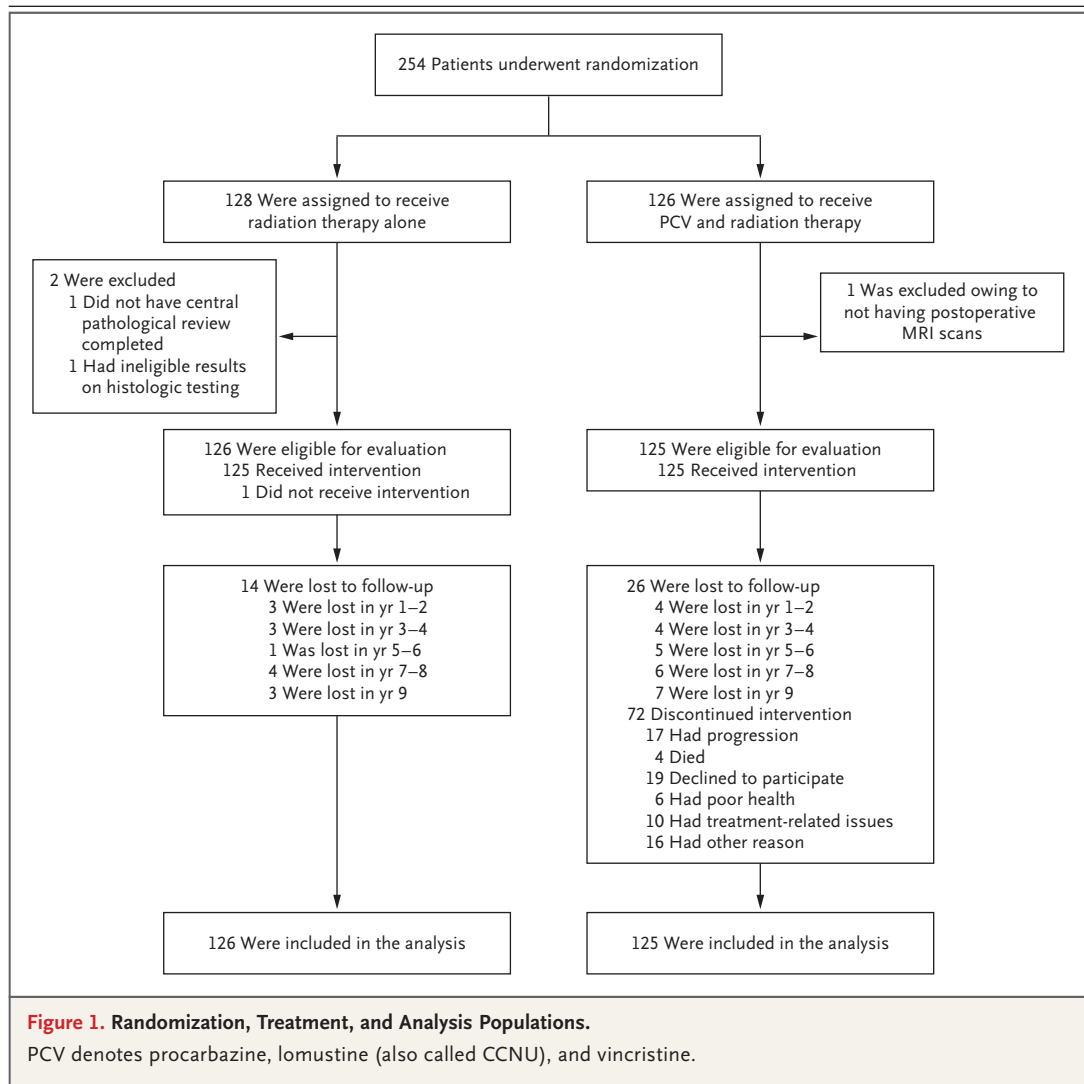 254 Patients underwent randomization
128 Were assigned to receive
radiation therapy alone
126 Were assigned to receive
PCV and radiation therapy
2 Were excluded
1 Did not have central
pathological review
completed
1 Had ineligible results
on histologic testing
1 Was excluded owing to
not having postoperative
MRI scans
126 Were eligible for evaluation
125 Received intervention
1 Did not receive intervention
125 Were eligible for evaluation
125 Received intervention
14 Were lost to follow-up
3 Were lost in yr 1–2
3 Were lost in yr 3–4
1 Was lost in yr 5–6
4 Were lost in yr 7–8
3 Were lost in yr 9
26 Were lost to follow-up
4 Were lost in yr 1–2
4 Were lost in yr 3–4
5 Were lost in yr 5–6
6 Were lost in yr 7–8
7 Were lost in yr 9
72 Discontinued intervention
17 Had progression
4 Died
19 Declined to participate
6 Had poor health
10 Had treatment-related issues
16 Had other reason
126 Were included in the analysis
125 Were included in the analysis
Figure 1. Randomization, Treatment, and Analysis Populations.
PCV denotes procarbazine, lomustine (also called CCNU), and vincristine.